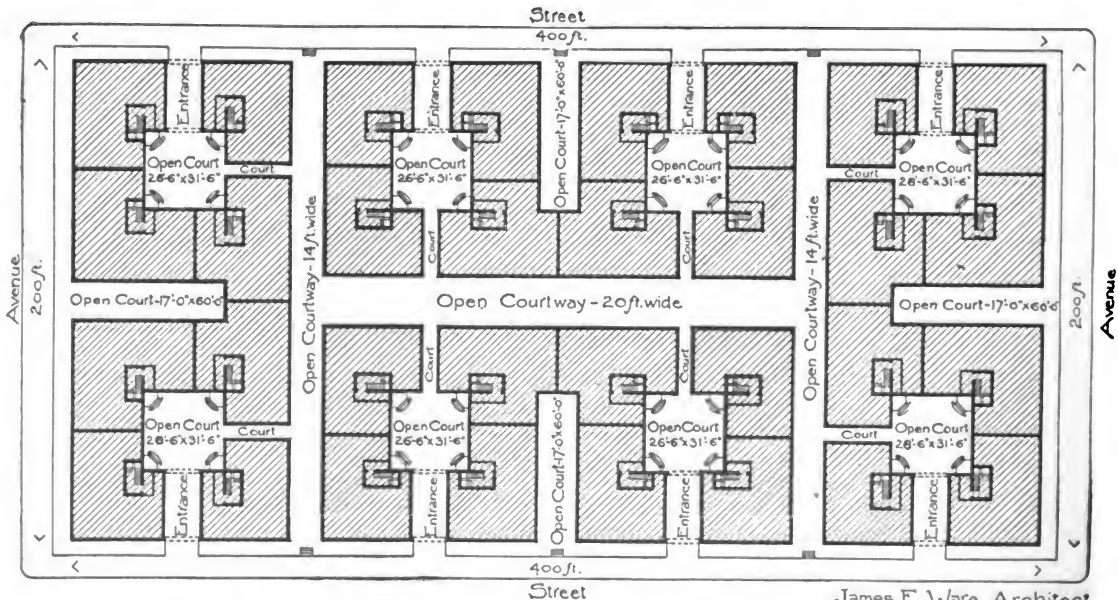 Street
400 ft.
Entrance
Entrance
Open Court-17'-0"x60'-0"
Entrance
Entrance
Open Court
28'-6"x31'-6"
Court
Open Court
26'-6"x31'-6"
Open Court
26'-6"x31'-6"
Court
Open Court
28'-6"x31'-6"
Court
Court
Avenue
200 ft.
Open Court-17'-0"x60'-0"
Open Courtway-14 ft. wide
Open Courtway-20 ft. wide
Open Courtway-14 ft. wide
Open Court-17'-0"x60'-0"
200 ft.
Avenue
Court
Court
Open Court
28'-6"x31'-6"
Court
Open Court
26'-6"x31'-6"
Open Court-17'-0"x60'-0"
Open Court
26'-6"x31'-6"
Court
Open Court
28'-6"x31'-6"
Entrance
Entrance
Entrance
Entrance
400 ft.
Street
James E. Ware, Architect